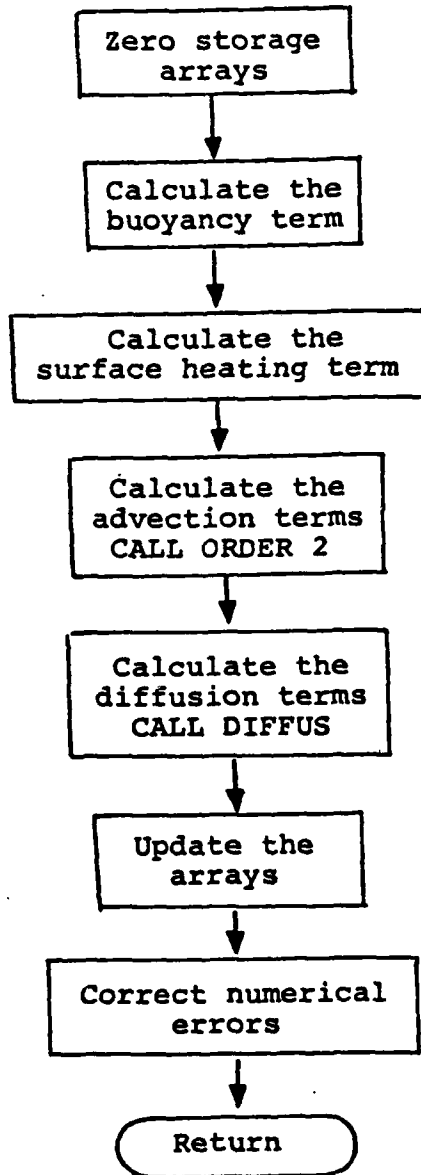 Zero storage
arrays
Calculate the
buoyancy term
Calculate the
surface heating term
Calculate the
advection terms
CALL ORDER 2
Calculate the
diffusion terms
CALL DIFFUS
Update the
arrays
Correct numerical
errors
Return